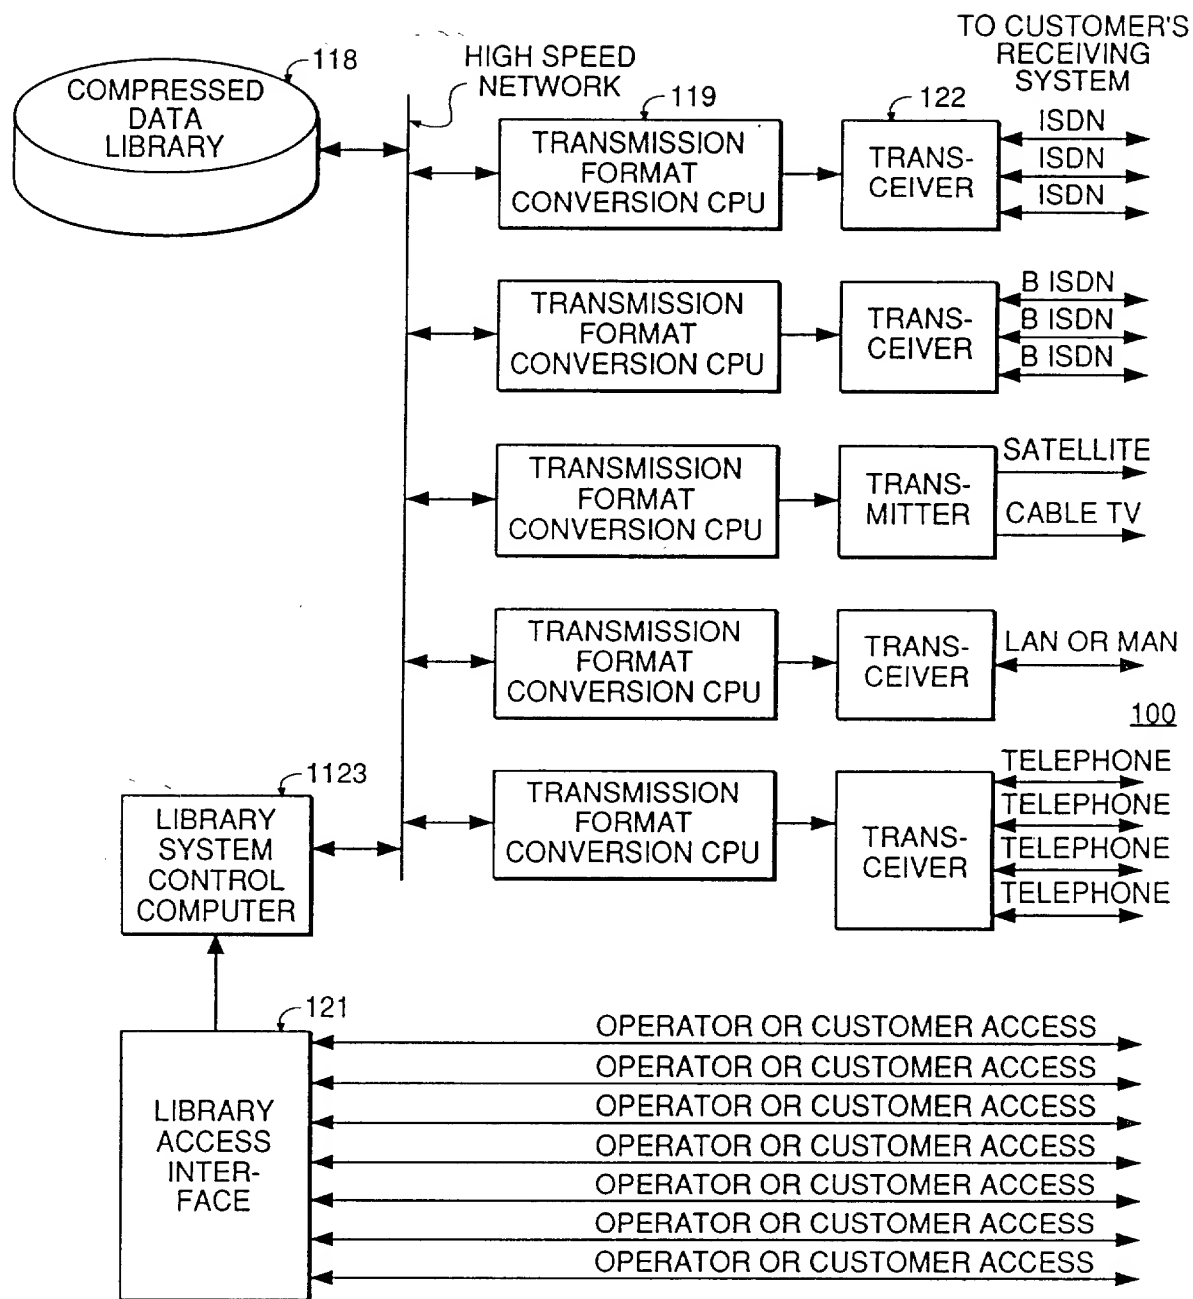 TO CUSTOMER'S
RECEIVING
SYSTEM
118
COMPRESSED
DATA
LIBRARY
HIGH SPEED
NETWORK
119
TRANSMISSION
FORMAT
CONVERSION CPU
122
TRANS-
CEIVER
ISDN
ISDN
ISDN
TRANSMISSION
FORMAT
CONVERSION CPU
TRANS-
CEIVER
B ISDN
B ISDN
B ISDN
TRANSMISSION
FORMAT
CONVERSION CPU
TRANS-
MITTER
SATELLITE
CABLE TV
TRANSMISSION
FORMAT
CONVERSION CPU
TRANS-
CEIVER
LAN OR MAN
100
TRANSMISSION
FORMAT
CONVERSION CPU
TRANS-
CEIVER
TELEPHONE
TELEPHONE
TELEPHONE
TELEPHONE
1123
LIBRARY
SYSTEM
CONTROL
COMPUTER
121
LIBRARY
ACCESS
INTER-
FACE
OPERATOR OR CUSTOMER ACCESS
OPERATOR OR CUSTOMER ACCESS
OPERATOR OR CUSTOMER ACCESS
OPERATOR OR CUSTOMER ACCESS
OPERATOR OR CUSTOMER ACCESS
OPERATOR OR CUSTOMER ACCESS
OPERATOR OR CUSTOMER ACCESS